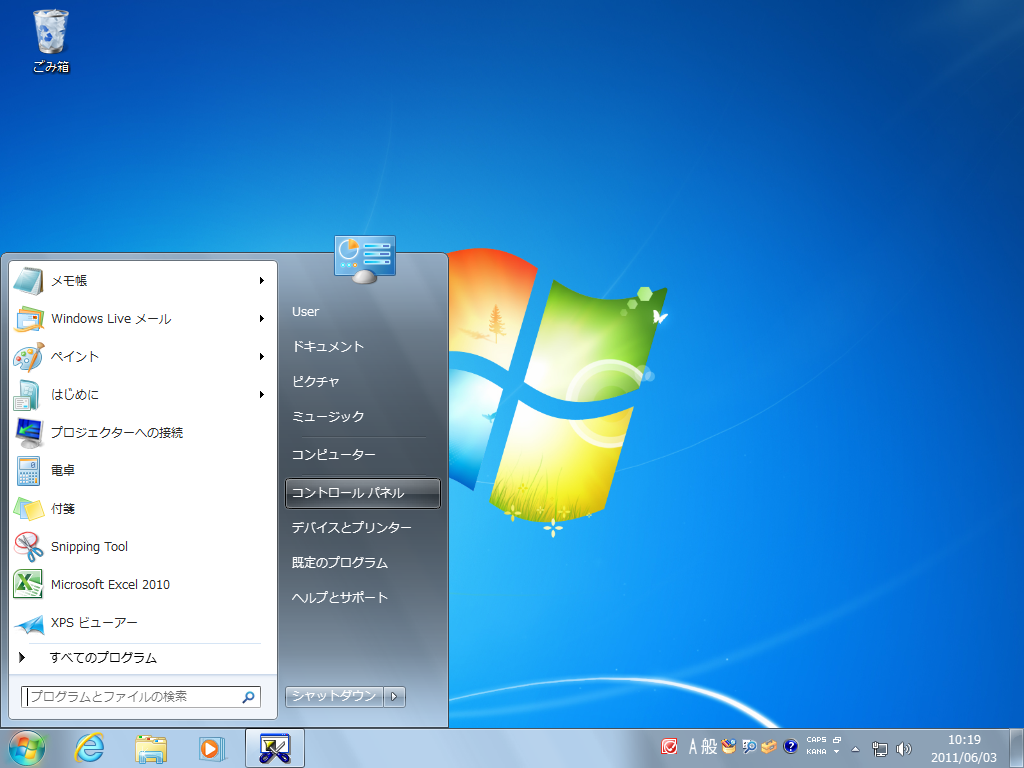 ごみ箱
メモ帳
Windows Live メール
ペイント
はじめに
プロジェクターへの接続
電卓
付箋
Snipping Tool
Microsoft Excel 2010
XPS ビューアー
すべてのプログラム
プログラムとファイルの検索
User
ドキュメント
ピクチャ
ミュージック
コンピューター
コントロール パネル
デバイスとプリンター
既定のプログラム
ヘルプとサポート
シャットダウン
A 般
CAPS
KANA
10:19
2011/06/03